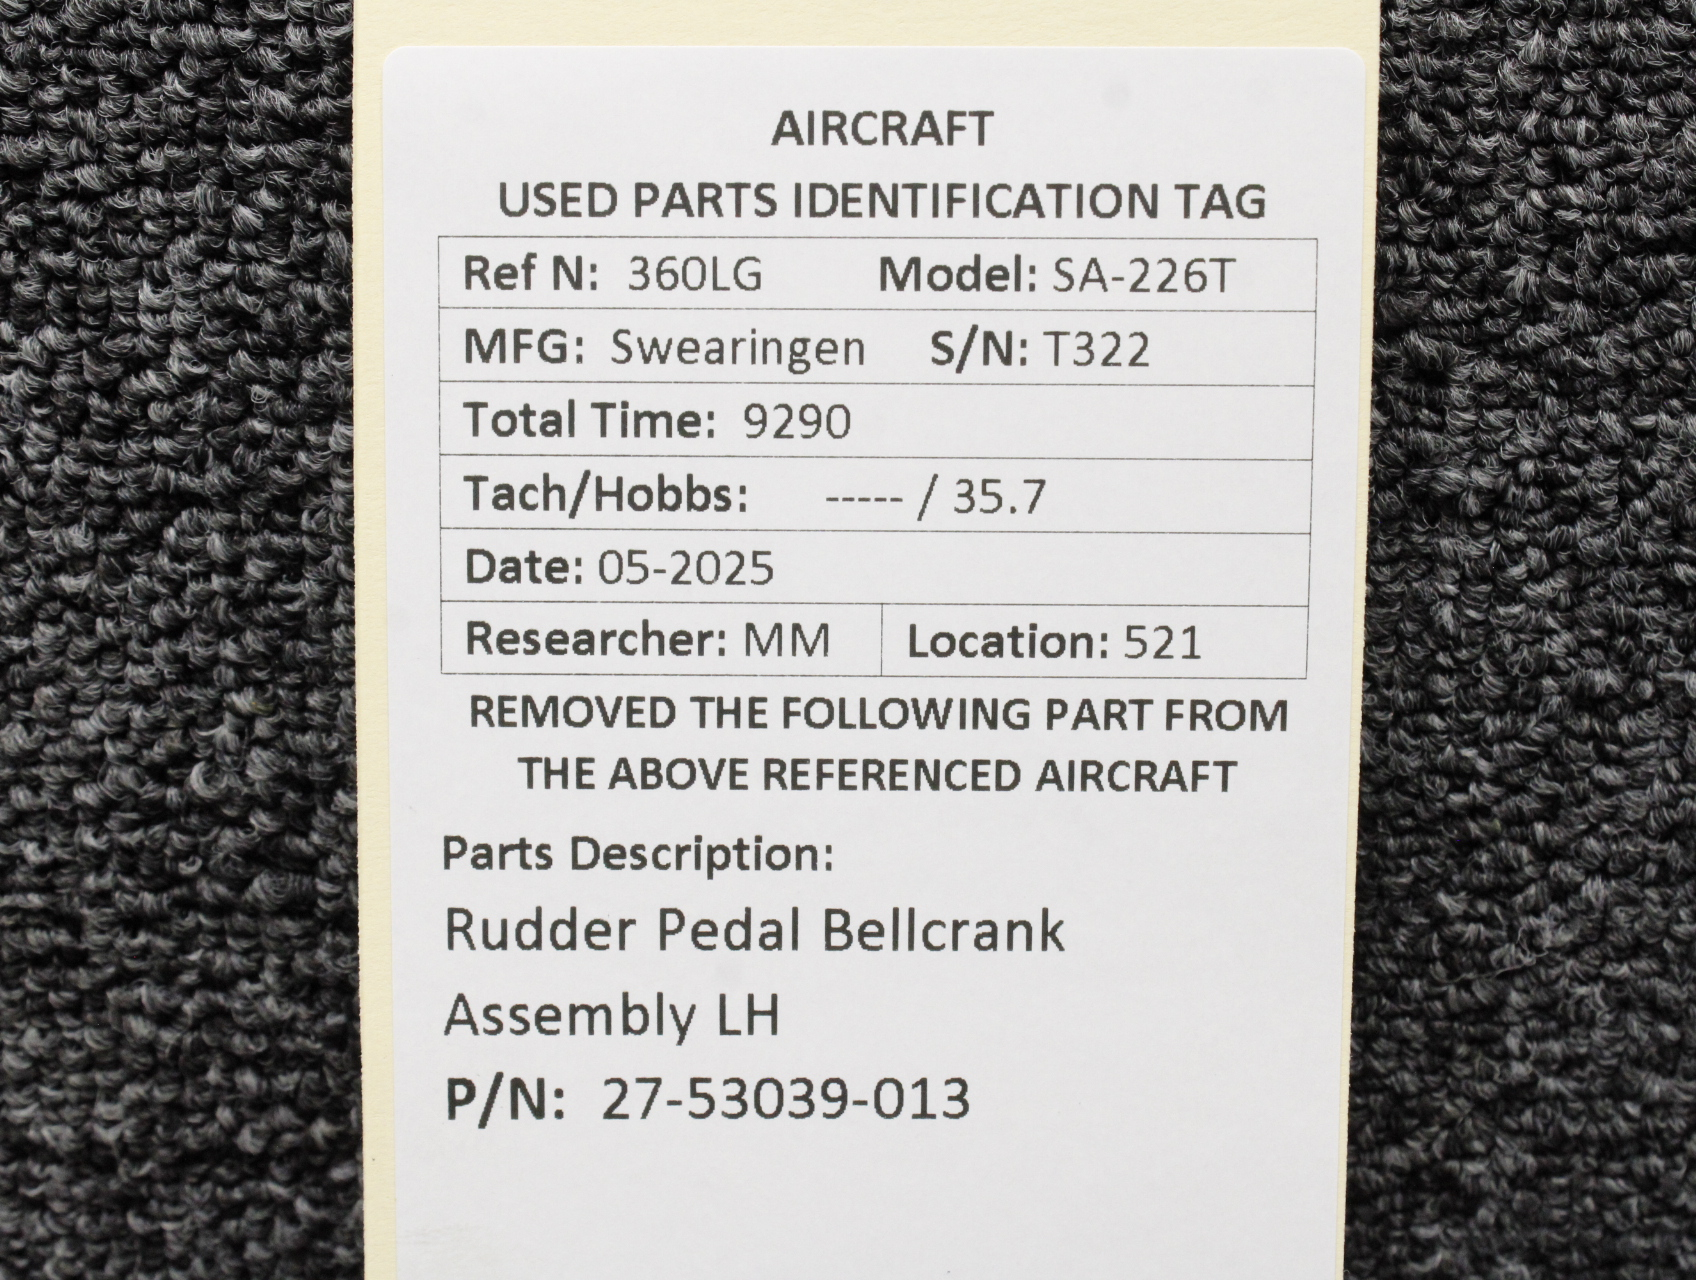 AIRCRAFT
USED PARTS IDENTIFICATION TAG
Ref N: 360LG Model: SA-226T
MFG: Swearingen S/N: T322
Total Time: 9290
Tach/Hobbs: ----- / 35.7
Date: 05-2025
Researcher: MM Location: 521
REMOVED THE FOLLOWING PART FROM
THE ABOVE REFERENCED AIRCRAFT
Parts Description:
Rudder Pedal Bellcrank
Assembly LH
P/N: 27-53039-013